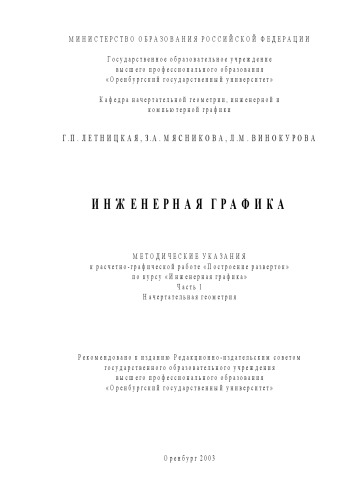 МИНИСТЕРСТВО ОБРАЗОВАНИЯ РОССИЙСКОЙ ФЕДЕРАЦИИ
Государственное образовательное учреждение
высшего профессионального образования
«Оренбургский государственный университет»
Кафедра начертательной геометрии, инженерной и
компьютерной графики
Г.П. ЛЕТНИЦКАЯ, З.А. МЯСНИКОВА, Л.М. ВИНОКУРОВА
ИНЖЕНЕРНАЯ ГРАФИКА
МЕТОДИЧЕСКИЕ УКАЗАНИЯ
к расчетно-графической работе «Построение разверток»
по курсу «Инженерная графика»
Часть 1
Начертательная геометрия
Рекомендовано к изданию Редакционно-издательским советом
государственного образовательного учреждения
высшего профессионального образования
«Оренбургский государственный университет»
Оренбург 2003